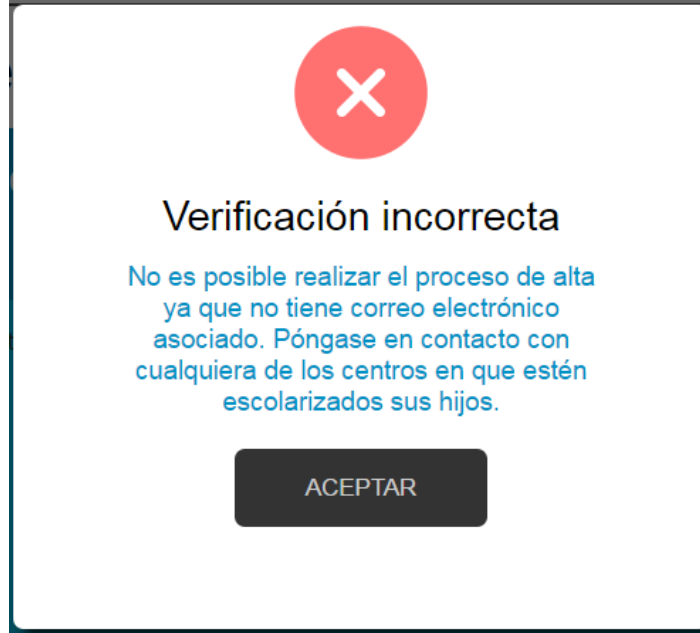 Verificación incorrecta
No es posible realizar el proceso de alta
ya que no tiene correo electrónico
asociado. Póngase en contacto con
cualquiera de los centros en que estén
escolarizados sus hijos.
ACEPTAR